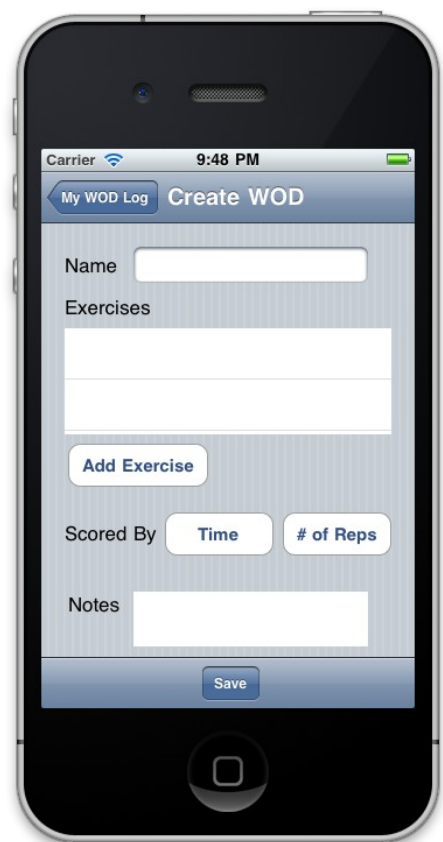 Carrier 9:48 PM
My WOD Log Create WOD
Name
Exercises
Add Exercise
Scored By Time # of Reps
Notes
Save